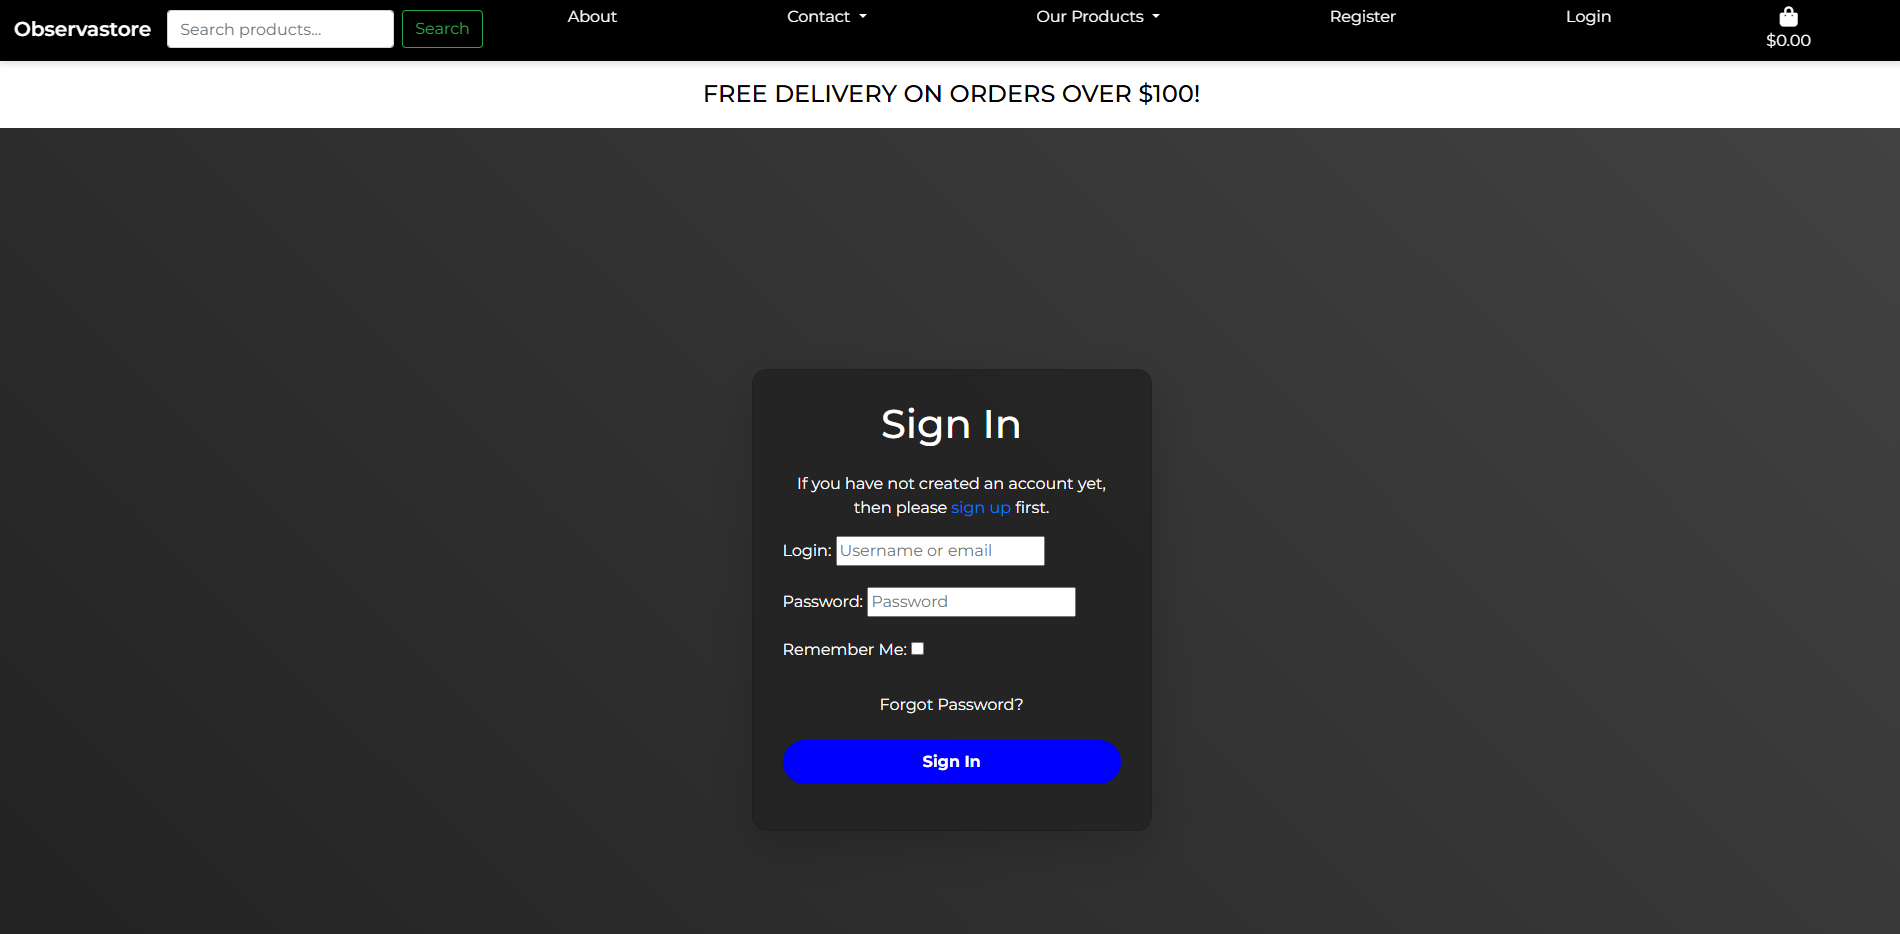 Observastore
Search products...
Search
About
Contact
Our Products
Register
Login
$0.00
FREE DELIVERY ON ORDERS OVER $100!
Sign In
If you have not created an account yet,
then please sign up first.
Login: Username or email
Password: Password
Remember Me:
Forgot Password?
Sign In